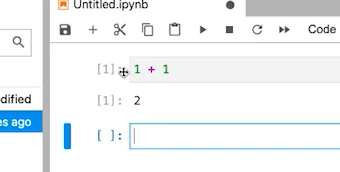 Untitled.ipynb
Code
dified
es ago
[1]: 1 + 1
[1]: 2
[ ]: